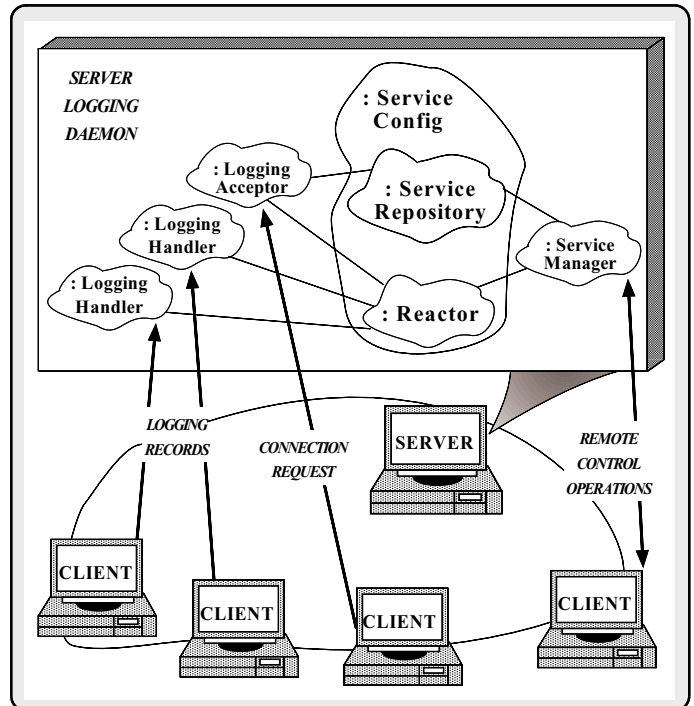 SERVER
LOGGING
DAEMON
: Service
Config
: Logging
Acceptor
: Service
Repository
: Logging
Handler
: Service
Manager
: Logging
Handler
: Reactor
LOGGING
RECORDS
CONNECTION
REQUEST
SERVER
REMOTE
CONTROL
OPERATIONS
CLIENT
CLIENT
CLIENT
CLIENT